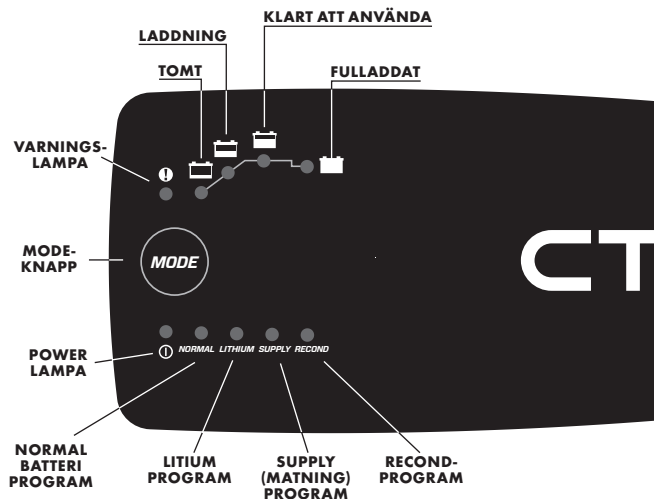 KLART ATT ANVÄNDA
LADDNING
TOMT
FULLADDAT
VARNINGS-
LAMPA
MODE-
KNAPP
MODE
CT
POWER
LAMPA
NORMAL LITHIUM SUPPLY RECOND
NORMAL
BATTERI
PROGRAM
LITIUM
PROGRAM
SUPPLY
(MATNING)
PROGRAM
RECOND-
PROGRAM